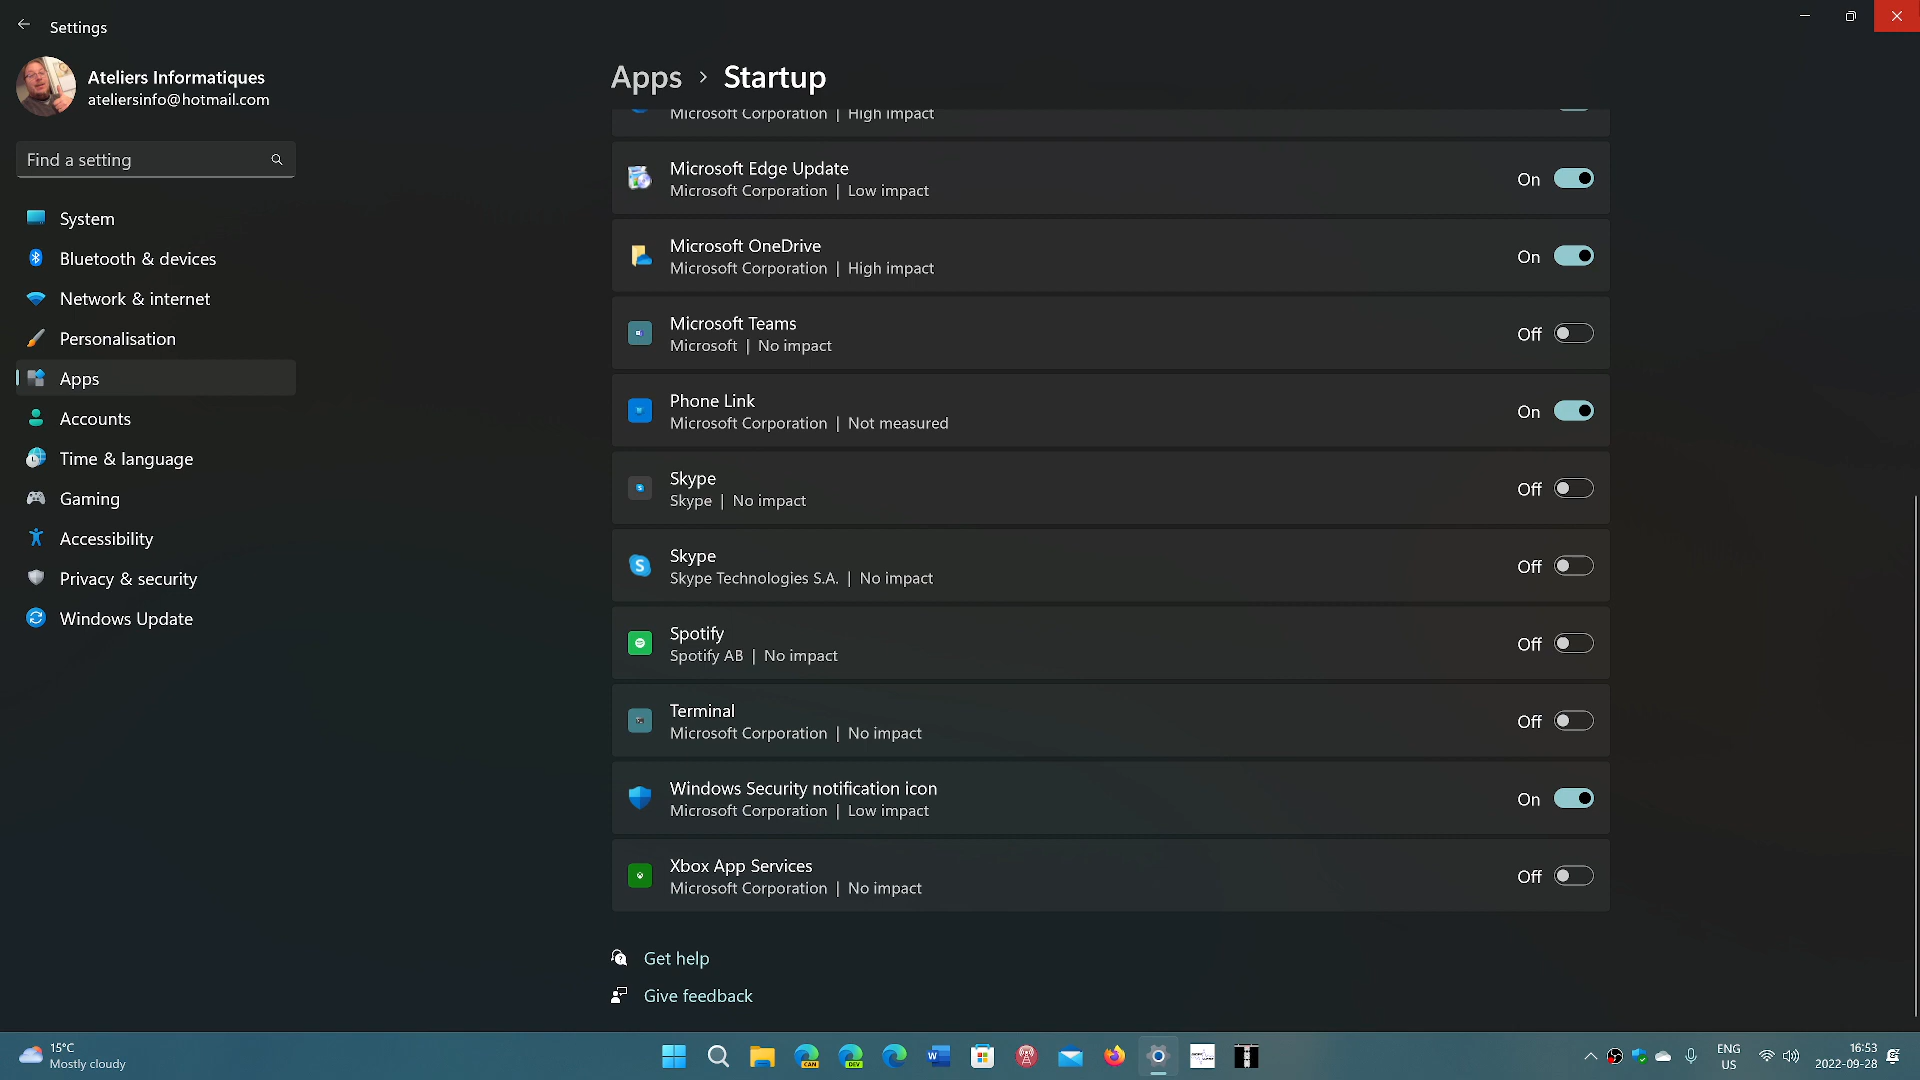 Settings
Ateliers Informatiques
ateliersinfo@hotmail.com
Find a setting
System
Bluetooth & devices
Network & internet
Personalisation
Apps
Accounts
Time & language
Gaming
Accessibility
Privacy & security
Windows Update
Apps > Startup
Microsoft Corporation | High impact
Microsoft Edge Update
Microsoft Corporation | Low impact
On
Microsoft OneDrive
Microsoft Corporation | High impact
On
Microsoft Teams
Microsoft | No impact
Off
Phone Link
Microsoft Corporation | Not measured
On
Skype
Skype | No impact
Off
Skype
Skype Technologies S.A. | No impact
Off
Spotify
Spotify AB | No impact
Off
Terminal
Microsoft Corporation | No impact
Off
Windows Security notification icon
Microsoft Corporation | Low impact
On
Xbox App Services
Microsoft Corporation | No impact
Off
Get help
Give feedback
15°C
Mostly cloudy
CAN
DEV
ENG
US
16:53
2022-09-28